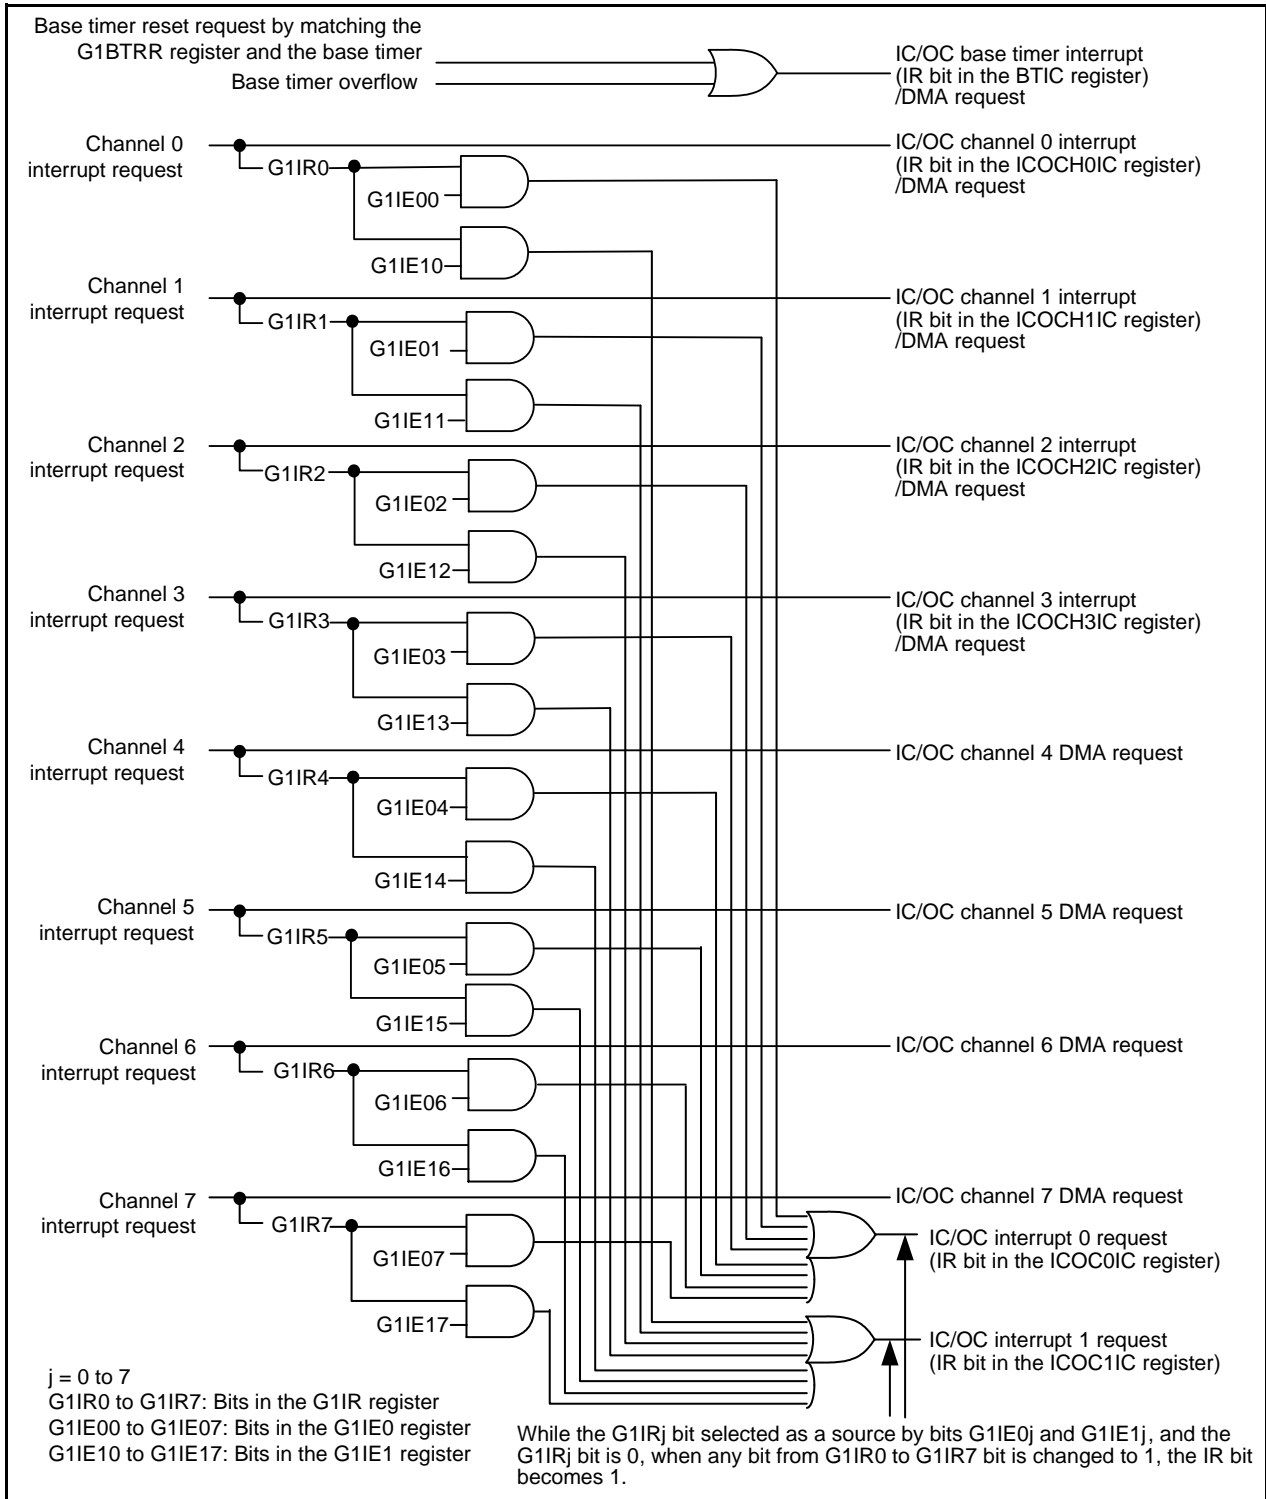 Base timer reset request by matching the
G1BTRR register and the base timer
Base timer overflow
IC/OC base timer interrupt
(IR bit in the BTIC register)
/DMA request
Channel 0
interrupt request
G1IR0
G1IE00
G1IE10
IC/OC channel 0 interrupt
(IR bit in the ICOCH0IC register)
/DMA request
Channel 1
interrupt request
G1IR1
G1IE01
G1IE11
IC/OC channel 1 interrupt
(IR bit in the ICOCH1IC register)
/DMA request
Channel 2
interrupt request
G1IR2
G1IE02
G1IE12
IC/OC channel 2 interrupt
(IR bit in the ICOCH2IC register)
/DMA request
Channel 3
interrupt request
G1IR3
G1IE03
G1IE13
IC/OC channel 3 interrupt
(IR bit in the ICOCH3IC register)
/DMA request
Channel 4
interrupt request
G1IR4
G1IE04
G1IE14
IC/OC channel 4 DMA request
Channel 5
interrupt request
G1IR5
G1IE05
G1IE15
IC/OC channel 5 DMA request
Channel 6
interrupt request
G1IR6
G1IE06
G1IE16
IC/OC channel 6 DMA request
Channel 7
interrupt request
G1IR7
G1IE07
G1IE17
IC/OC channel 7 DMA request
IC/OC interrupt 0 request
(IR bit in the ICOC0IC register)
IC/OC interrupt 1 request
(IR bit in the ICOC1IC register)
j = 0 to 7
G1IR0 to G1IR7: Bits in the G1IR register
G1IE00 to G1IE07: Bits in the G1IE0 register
G1IE10 to G1IE17: Bits in the G1IE1 register
While the G1IRj bit selected as a source by bits G1IE0j and G1IE1j, and the
G1IRj bit is 0, when any bit from G1IR0 to G1IR7 bit is changed to 1, the IR bit
becomes 1.